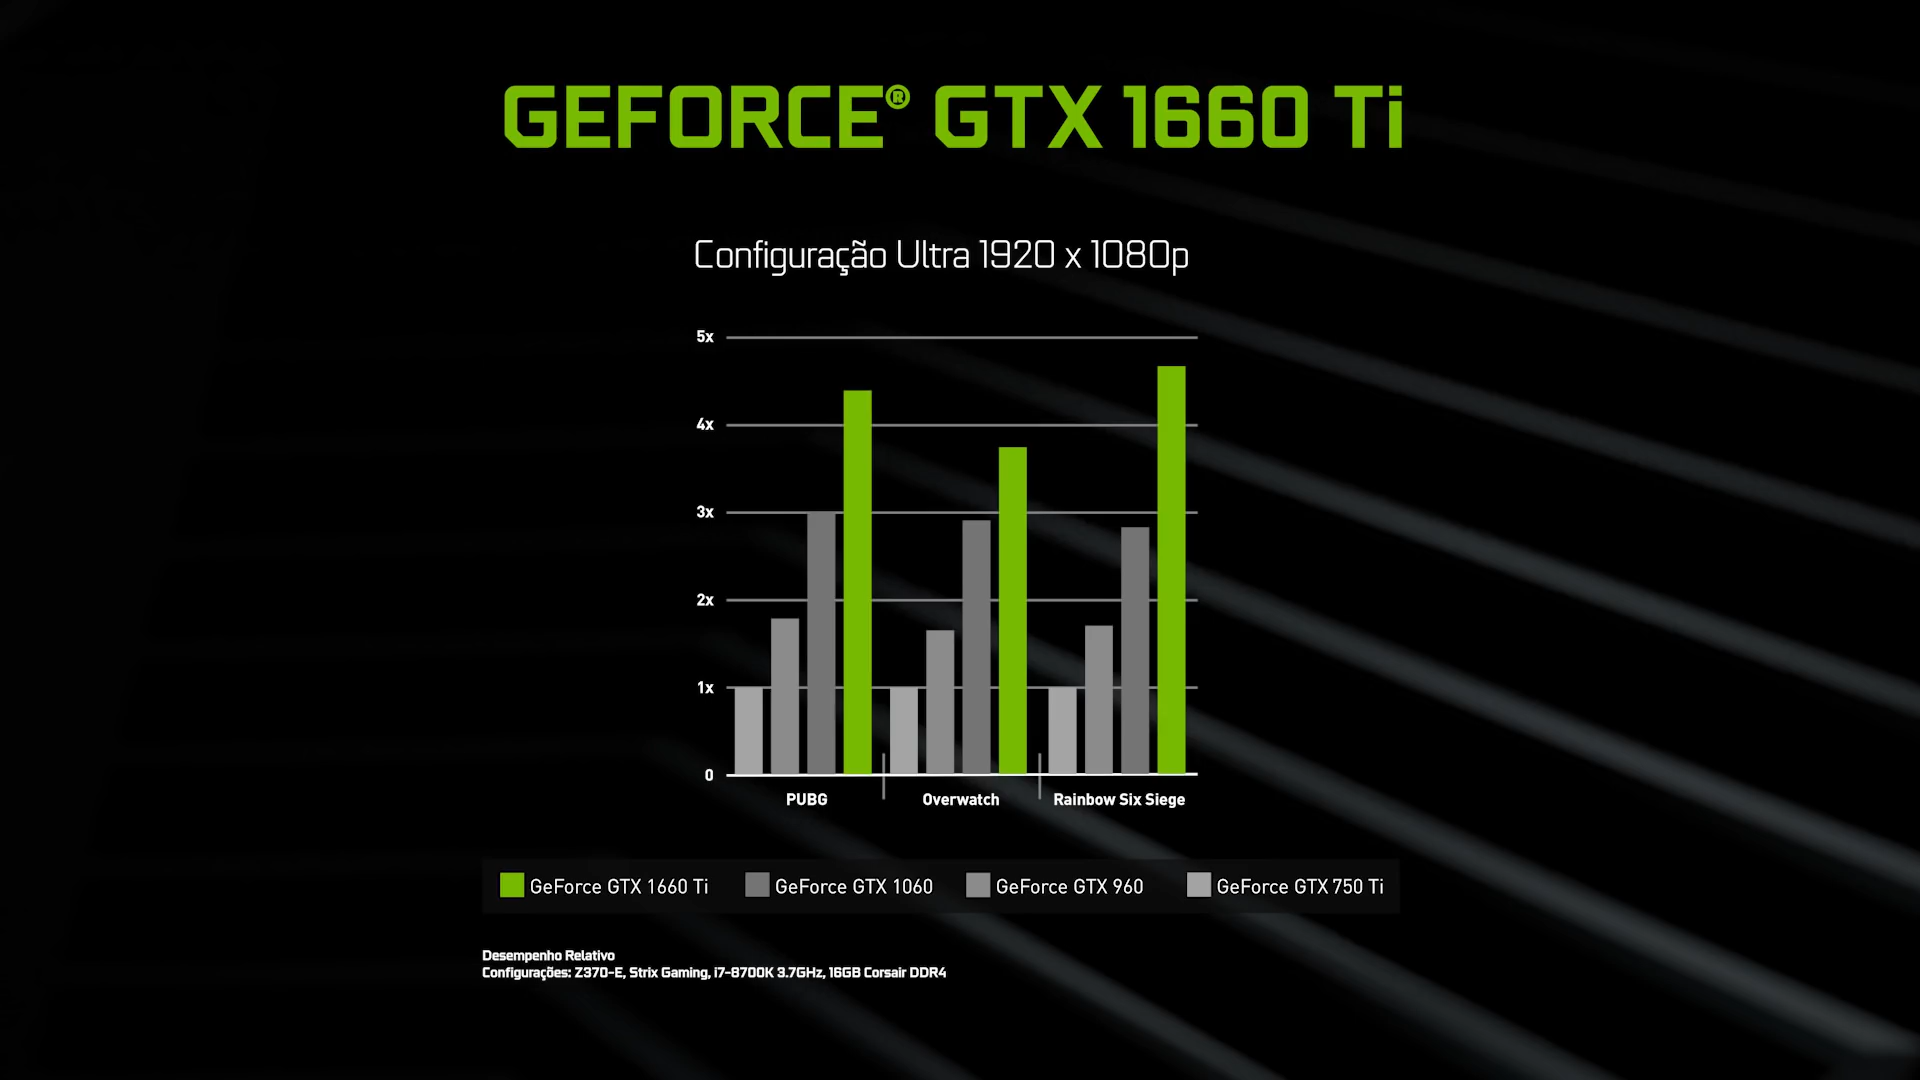 GEFORCE® GTX 1660 Ti
Configuração Ultra 1920 x 1080p
5x
4x
3x
2x
1x
0
PUBG Overwatch Rainbow Six Siege
GeForce GTX 1660 Ti GeForce GTX 1060 GeForce GTX 960 GeForce GTX 750 Ti
Desempenho Relativo
Configurações: Z370-E, Strix Gaming, i7-8700K 3.7GHz, 16GB Corsair DDR4